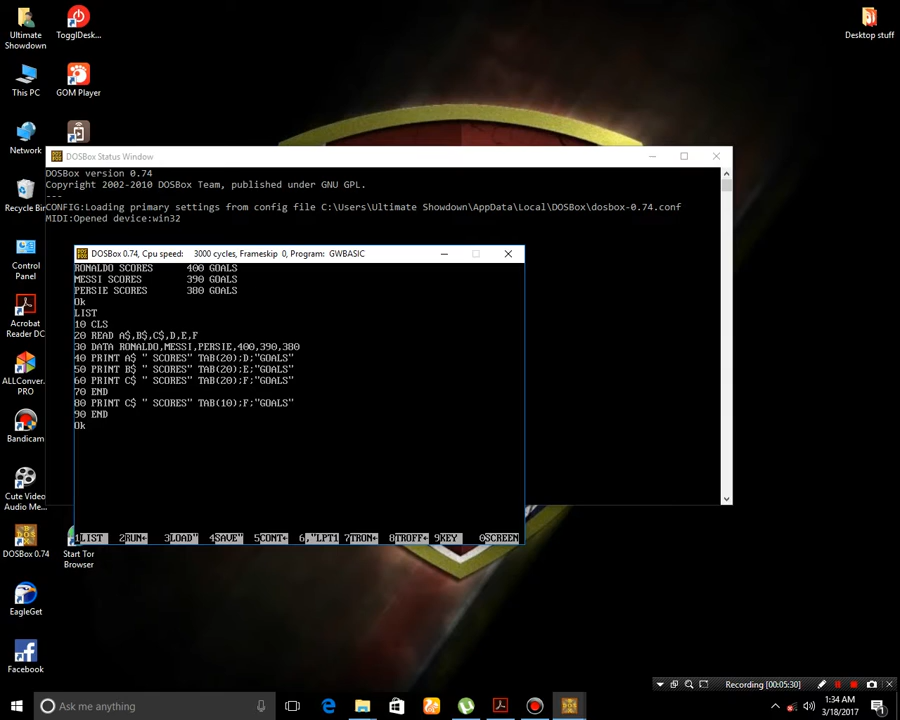 Ultimate Showdown
TogglDesk...
Desktop stuff
This PC
GOM Player
Network
Recycle Bin
Control Panel
Acrobat Reader DC
ALLConver... PRO
Bandicam
Cute Video Audio Me...
DOSBox 0.74
Start Tor Browser
EagleGet
Facebook
DOSBox Status Window
DOSBox version 0.74
Copyright 2002-2010 DOSBox Team, published under GNU GPL.
---
CONFIG:Loading primary settings from config file C:\Users\Ultimate Showdown\AppData\Local\DOSBox\dosbox-0.74.conf
MIDI:Opened device:win32
DOSBox 0.74, Cpu speed: 3000 cycles, Frameskip 0, Program: GWBASIC
RONALDO SCORES 400 GOALS
MESSI SCORES 390 GOALS
PERSIE SCORES 380 GOALS
Ok
LIST
10 CLS
20 READ A$,B$,C$,D,E,F
30 DATA RONALDO,MESSI,PERSIE,400,390,380
40 PRINT A$ " SCORES" TAB(20);D;"GOALS"
50 PRINT B$ " SCORES" TAB(20);E;"GOALS"
60 PRINT C$ " SCORES" TAB(20);F;"GOALS"
70 END
80 PRINT C$ " SCORES" TAB(10);F;"GOALS"
90 END
Ok
1LIST 2RUN← 3LOAD" 4SAVE" 5CONT← 6,"LPT1 7TRON← 8TROFF← 9KEY 0SCREEN
Recording [00:05:30]
Ask me anything
1:34 AM
3/18/2017
1